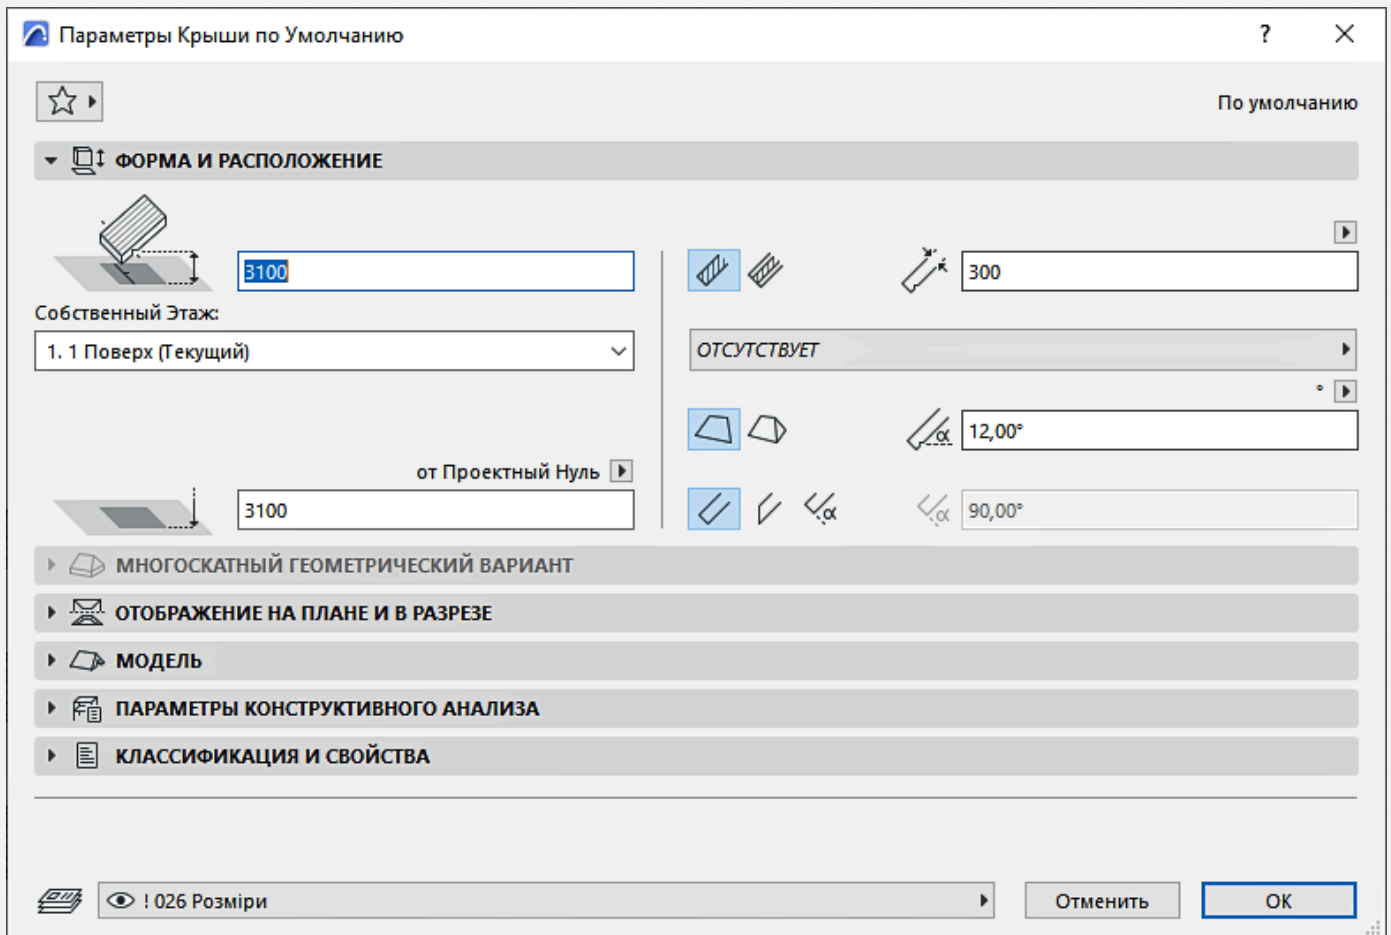 Параметры Крыши по Умолчанию
?
По умолчанию
ФОРМА И РАСПОЛОЖЕНИЕ
3100
300
Собственный Этаж:
1. 1 Поверх (Текущий)
ОТСУТСТВУЕТ
°
α
12,00°
от Проектный Нуль
3100
α
α
90,00°
МНОГОСКАТНЫЙ ГЕОМЕТРИЧЕСКИЙ ВАРИАНТ
ОТОБРАЖЕНИЕ НА ПЛАНЕ И В РАЗРЕЗЕ
МОДЕЛЬ
ПАРАМЕТРЫ КОНСТРУКТИВНОГО АНАЛИЗА
КЛАССИФИКАЦИЯ И СВОЙСТВА
! 026 Розміри
Отменить
ОК